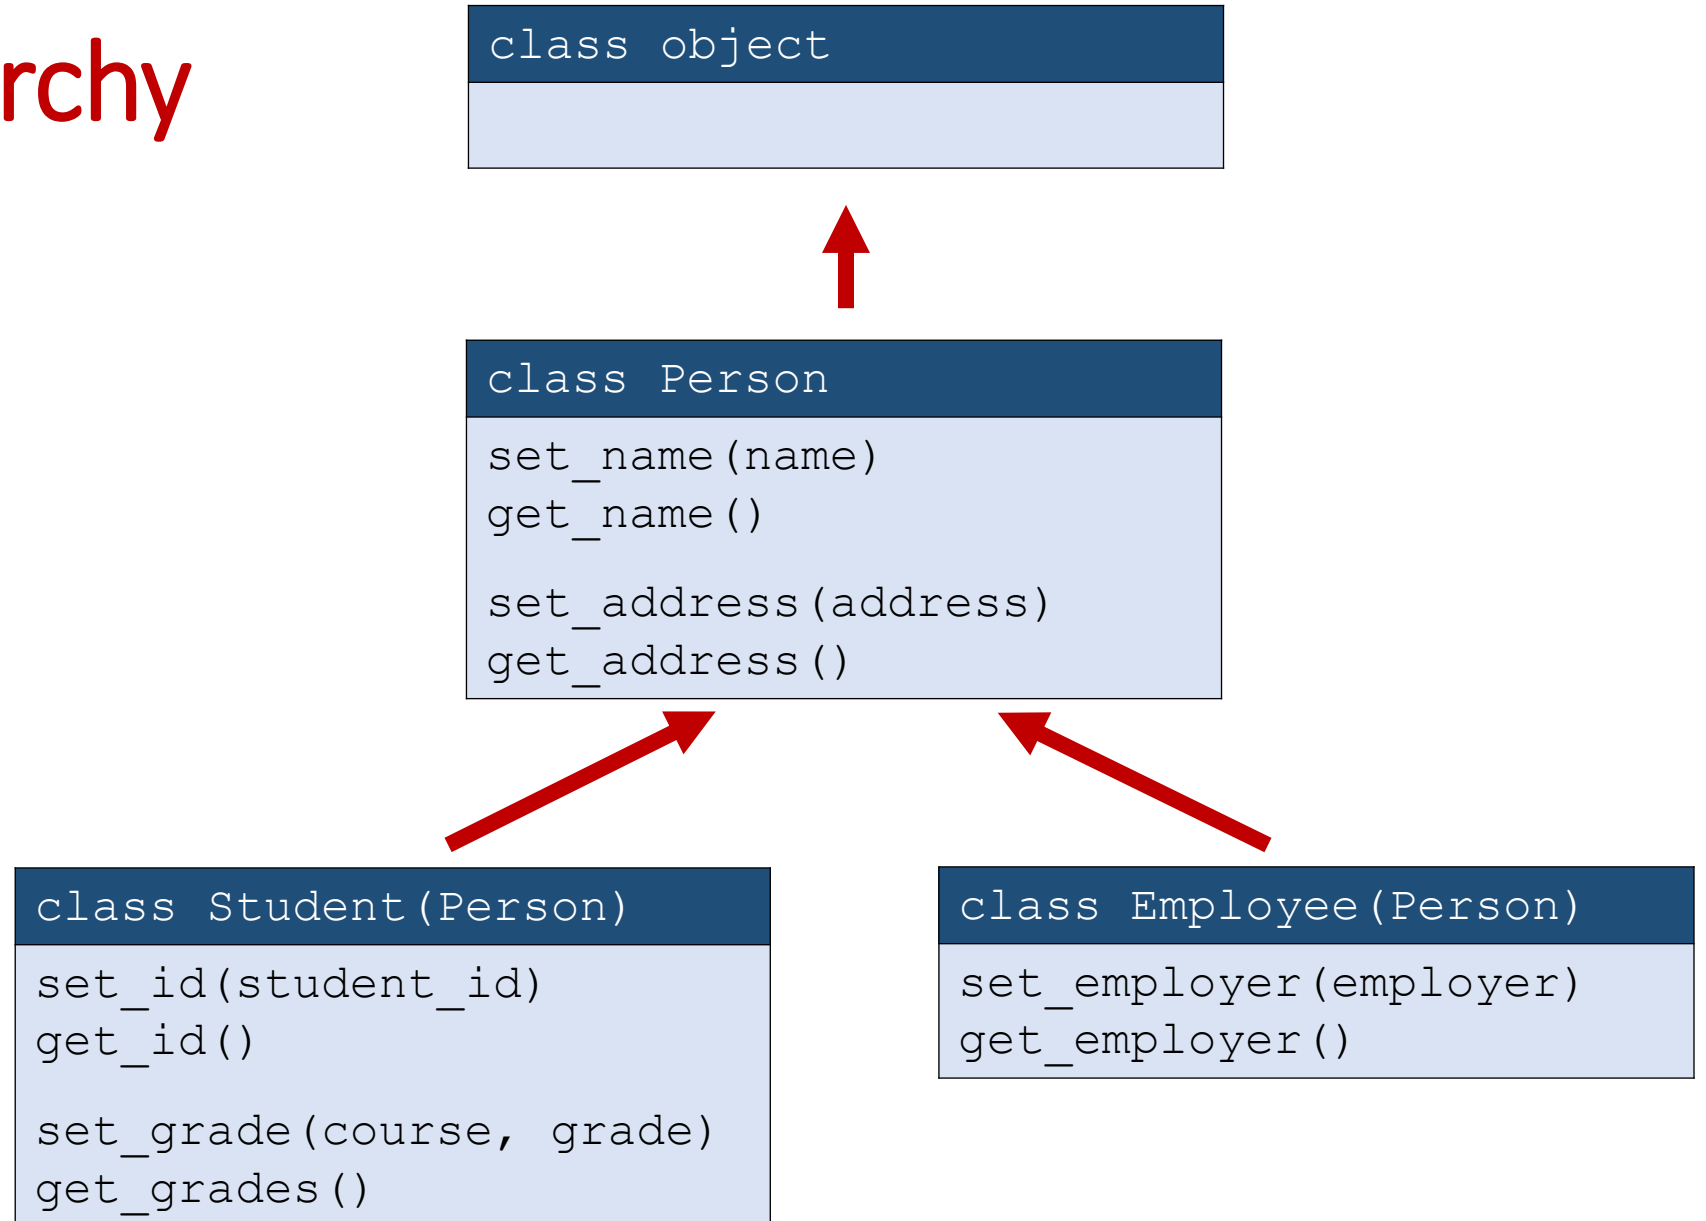 rchy
class object
class Person
set_name(name)
get_name()
set_address(address)
get_address()
class Student(Person)
set_id(student_id)
get_id()
set_grade(course, grade)
get_grades()
class Employee(Person)
set_employer(employer)
get_employer()